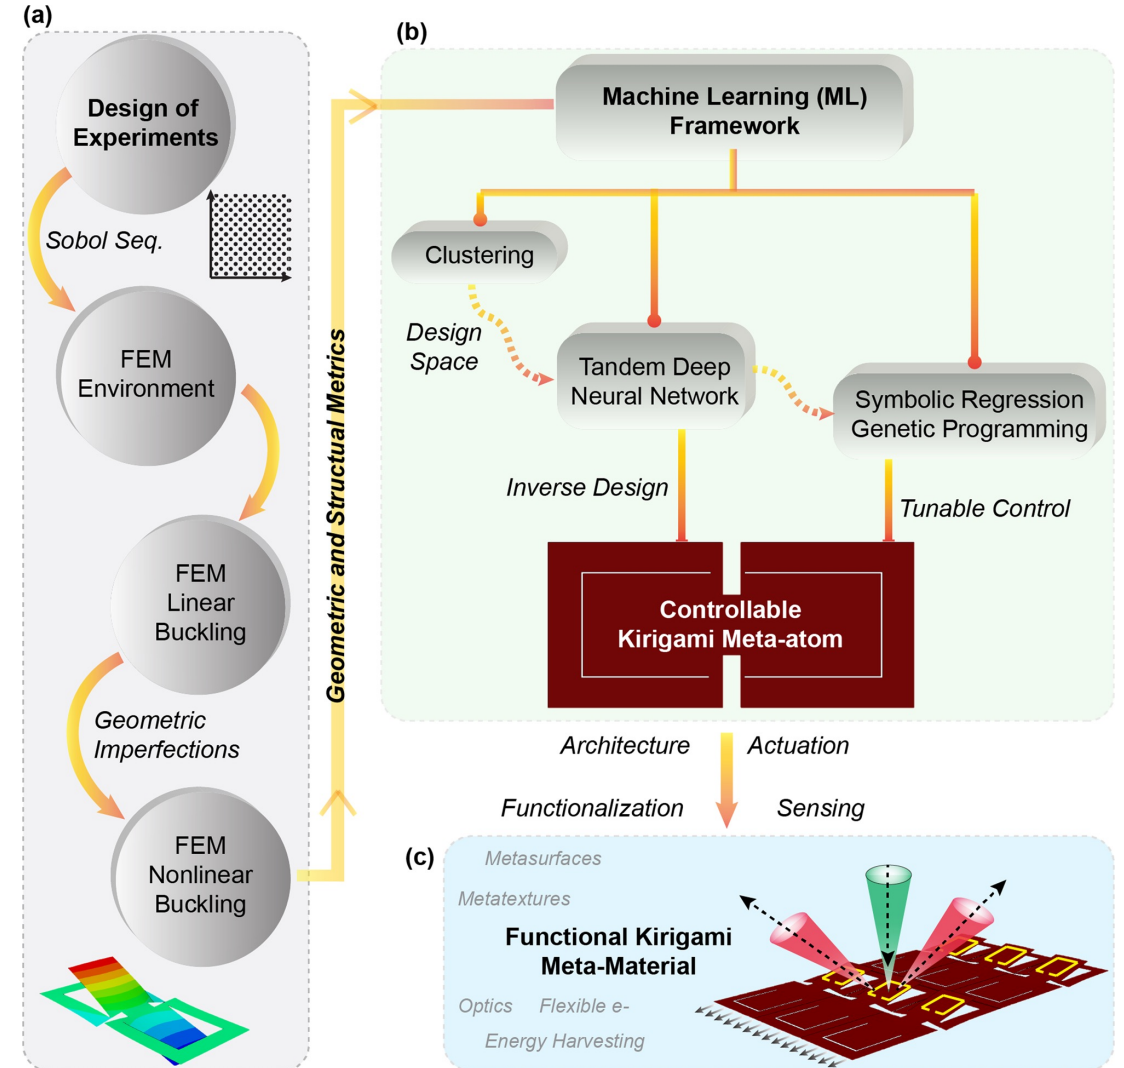 (a)
Design of
Experiments
Sobol Seq.
FEM
Environment
FEM
Linear
Buckling
Geometric
Imperfections
FEM
Nonlinear
Buckling
Geometric and Structural Metrics
(b)
Machine Learning (ML)
Framework
Clustering
Design
Space
Tandem Deep
Neural Network
Symbolic Regression
Genetic Programming
Inverse Design
Tunable Control
Controllable
Kirigami Meta-atom
Architecture
Actuation
Functionalization
Sensing
(c)
Metasurfaces
Metatextures
Functional Kirigami
Meta-Material
Optics
Flexible e-
Energy Harvesting